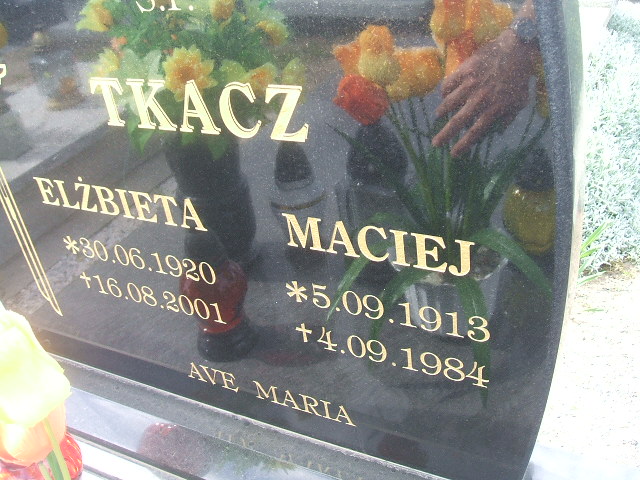 Ś.P.
TKACZ
ELŻBIETA
*30.06.1920
+16.08.2001
MACIEJ
*5.09.1913
+4.09.1984
AVE MARIA